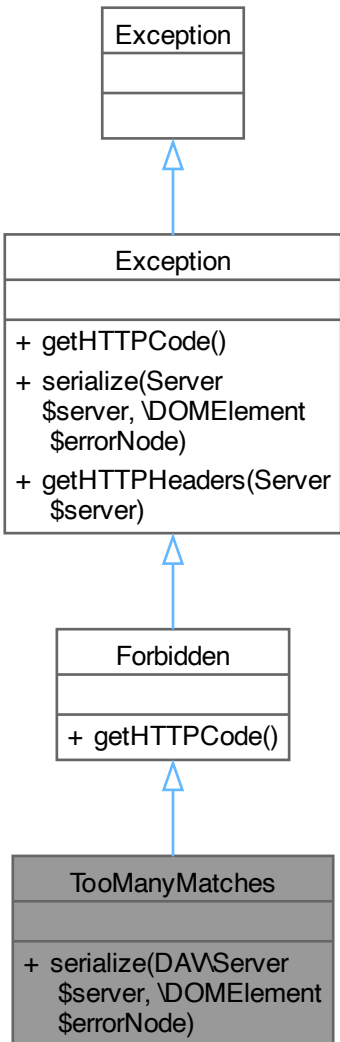 Exception
Exception
+ getHTTPCode()
+ serialize(Server
$server, \DOMElement
$errorNode)
+ getHTTPHeaders(Server
$server)
Forbidden
+ getHTTPCode()
TooManyMatches
+ serialize(DAV\Server
$server, \DOMElement
$errorNode)